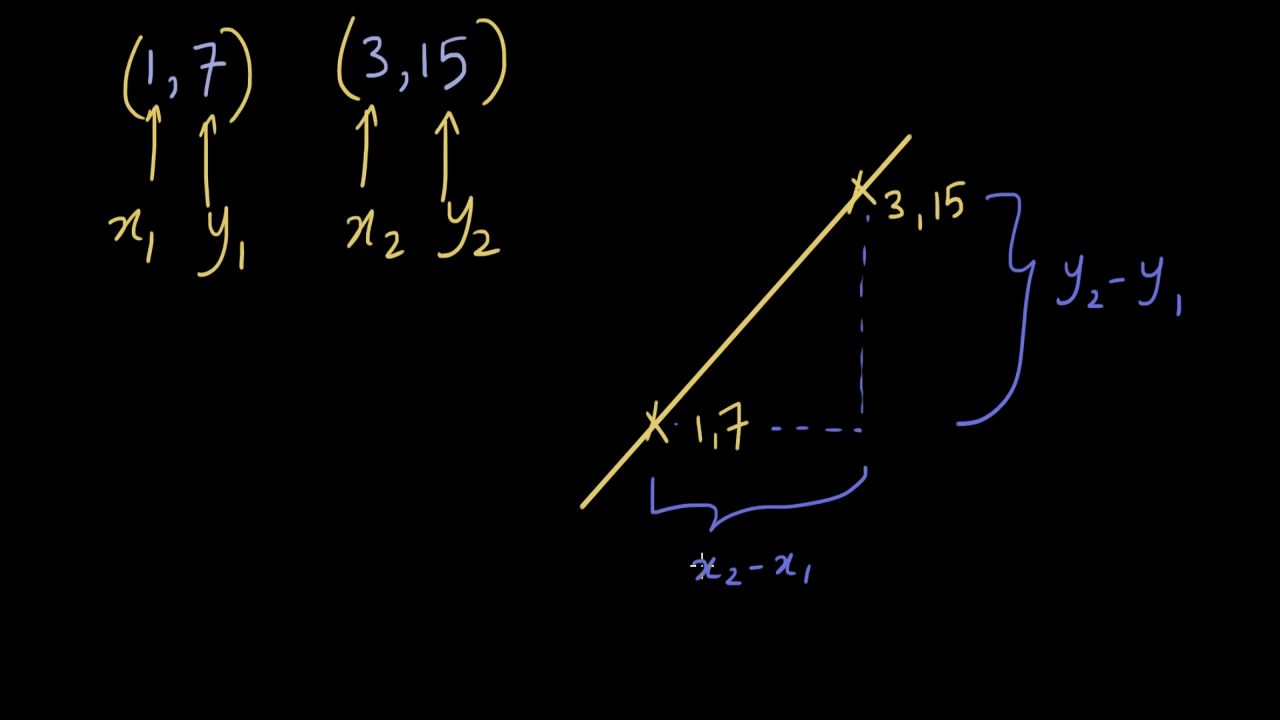 (1, 7) (3, 15)
x₁ y₁ x₂ y₂
3, 15
y₂ - y₁
1, 7
x₂ - x₁